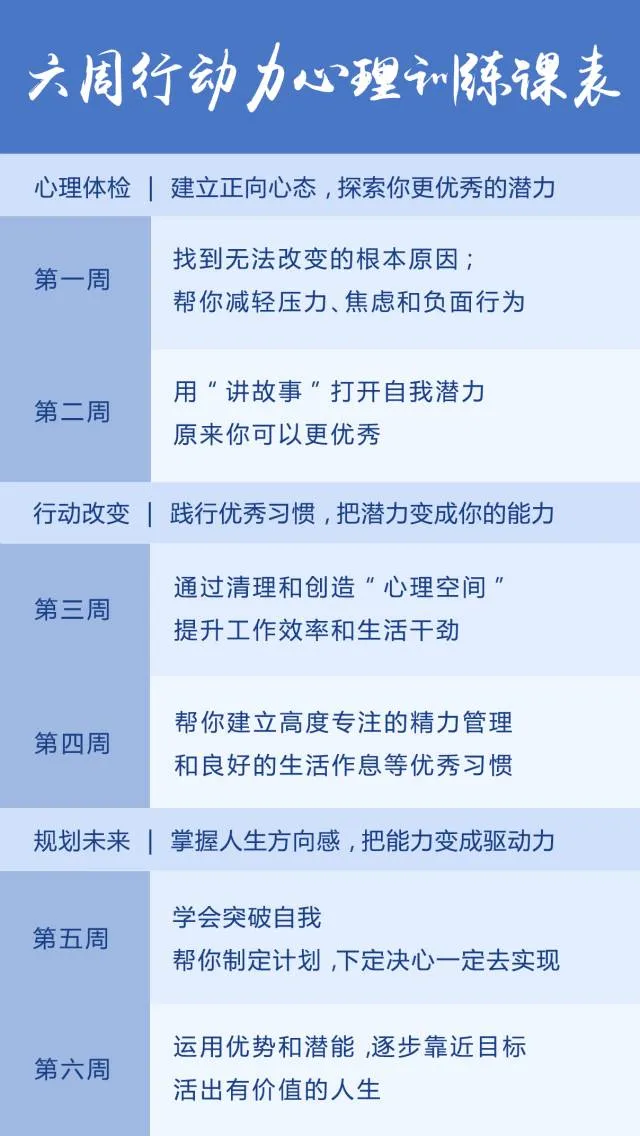 六周行动力心理训练课表
心理体检 | 建立正向心态，探索你更优秀的潜力
第一周
找到无法改变的根本原因；
帮你减轻压力、焦虑和负面行为
第二周
用“讲故事”打开自我潜力
原来你可以更优秀
行动改变 | 践行优秀习惯，把潜力变成你的能力
第三周
通过清理和创造“心理空间”
提升工作效率和生活干劲
第四周
帮你建立高度专注的精力管理
和良好的生活作息等优秀习惯
规划未来 | 掌握人生方向感，把能力变成驱动力
第五周
学会突破自我
帮你制定计划，下定决心一定去实现
第六周
运用优势和潜能，逐步靠近目标
活出有价值的人生